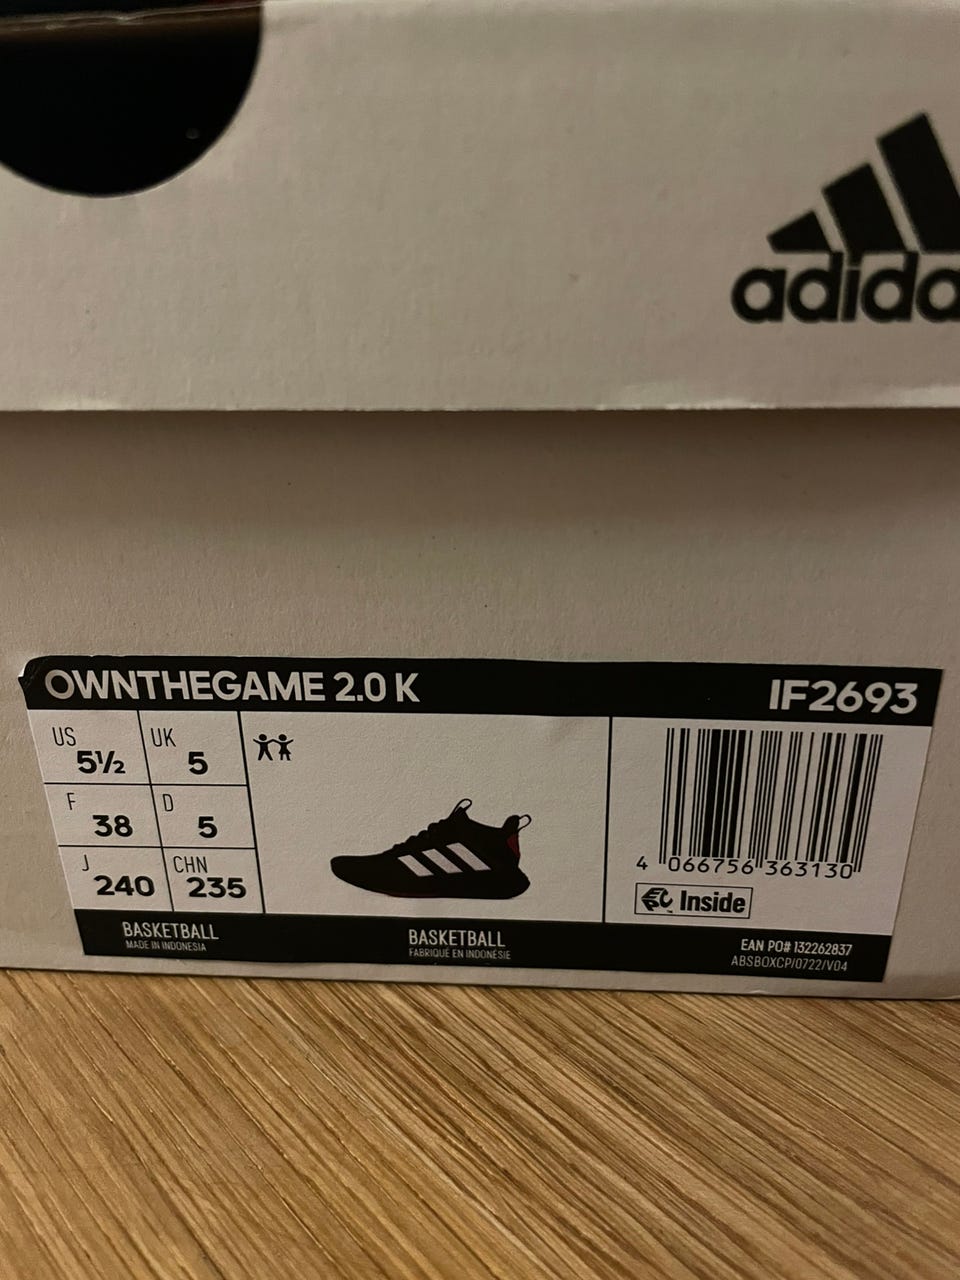 adida
OWNTHEGAME 2.0 K
IF2693
US
5½
UK
5
F
38
D
5
J
240
CHN
235
4 066756 363130
EPC Inside
BASKETBALL
MADE IN INDONESIA
BASKETBALL
FABRIQUÉ EN INDONÉSIE
EAN PO# 132262837
ABSBOXCP/0722/V04